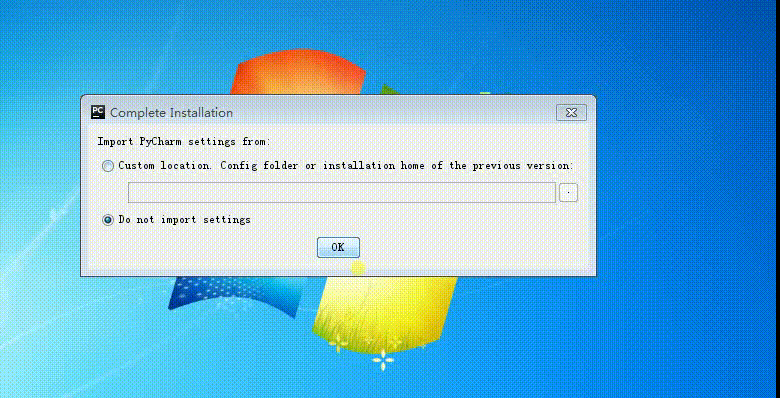 PC Complete Installation
Import PyCharm settings from:
Custom location. Config folder or installation home of the previous version:
Do not import settings
OK